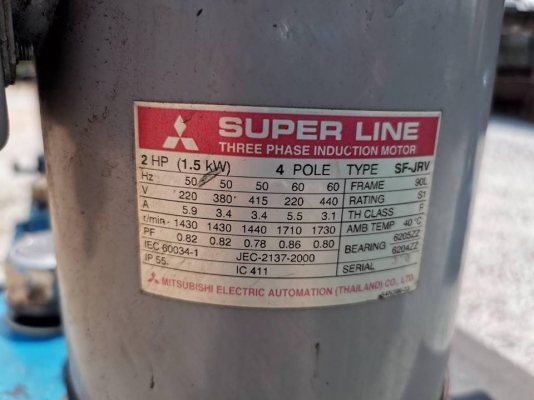 SUPER LINE
THREE PHASE INDUCTION MOTOR
2 HP (1.5 kW) 4 POLE TYPE SF-JRV
Hz 50 50 50 60 60 FRAME 90L
V 220 380 415 220 440 RATING S1
A 5.9 3.4 3.4 5.5 3.1 TH CLASS F
r/min 1430 1430 1440 1710 1730 AMB TEMP 40°C
PF 0.82 0.82 0.78 0.86 0.80 BEARING 6205ZZ
6204ZZ
IEC 60034-1 JEC-2137-2000
IP 55 IC 411 SERIAL
MITSUBISHI ELECTRIC AUTOMATION (THAILAND) CO., LTD.